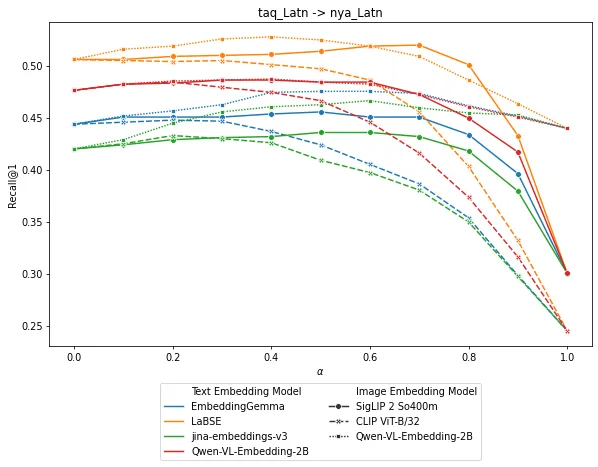 taq_Latn -> nya_Latn
Recall@1
0.50
0.45
0.40
0.35
0.30
0.25
0.0 0.2 0.4 0.6 0.8 1.0
α
Text Embedding Model
EmbeddingGemma
LaBSE
jina-embeddings-v3
Qwen-VL-Embedding-2B
Image Embedding Model
SigLIP 2 So400m
CLIP ViT-B/32
Qwen-VL-Embedding-2B